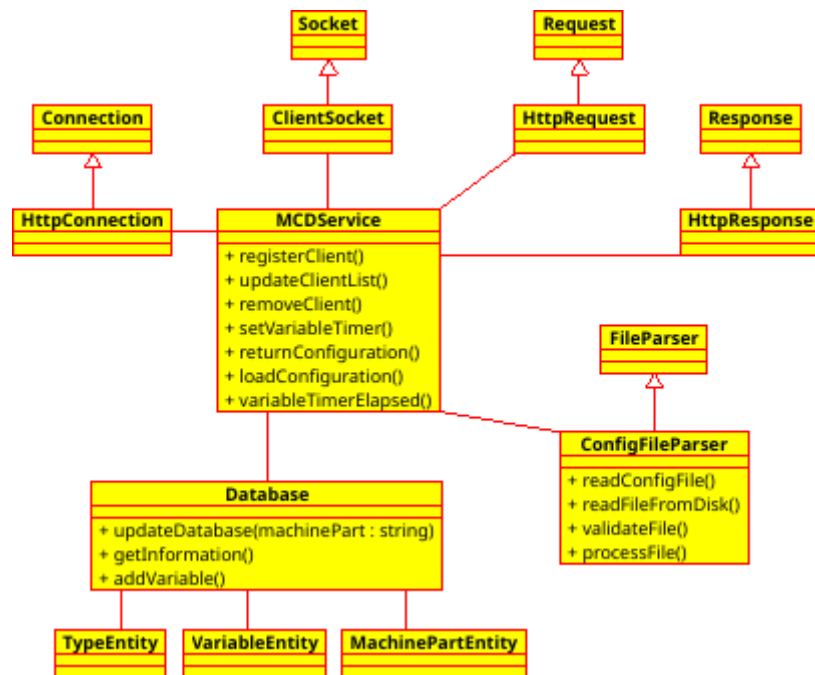 Socket
Request
Connection
ClientSocket
HttpRequest
Response
HttpConnection
MCDService
HttpResponse
+ registerClient()
+ updateClientList()
+ removeClient()
+ setVariableTimer()
+ returnConfiguration()
+ loadConfiguration()
+ variableTimerElapsed()
FileParser
ConfigFileParser
+ readConfigFile()
+ readFileFromDisk()
+ validateFile()
+ processFile()
Database
+ updateDatabase(machinePart : string)
+ getInformation()
+ addVariable()
TypeEntity
VariableEntity
MachinePartEntity